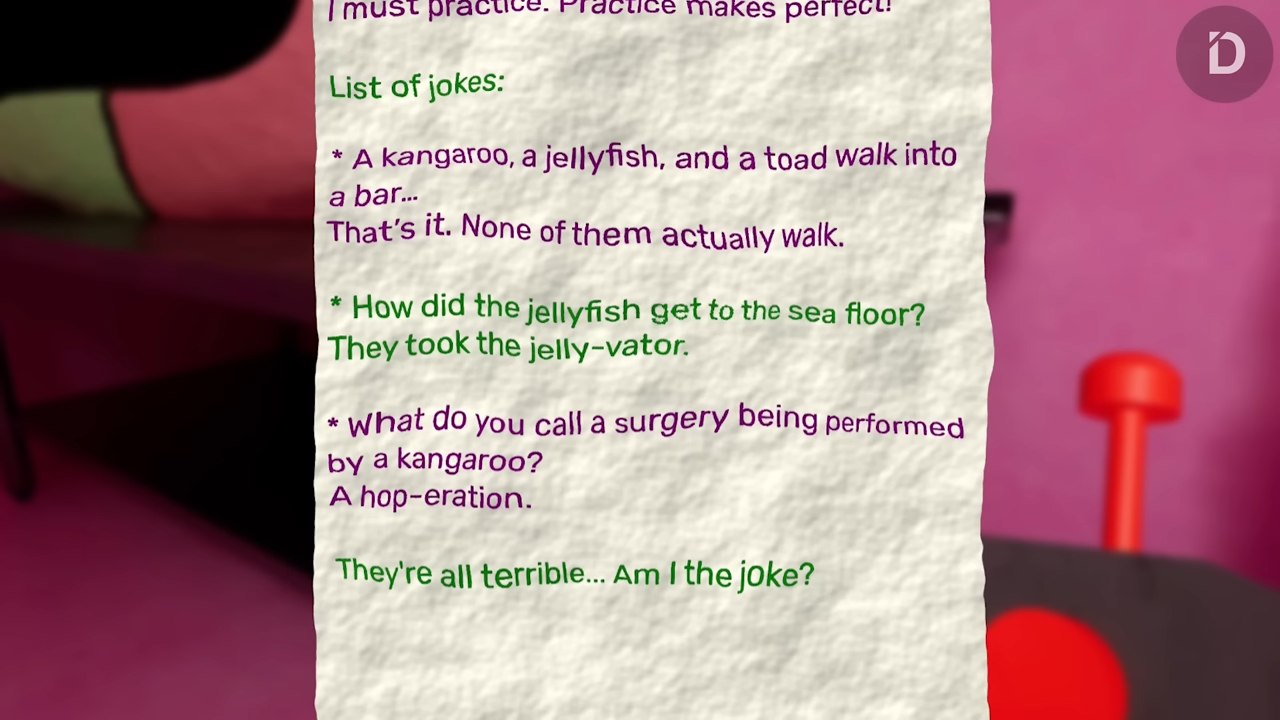 I must practice. Practice makes perfect!
List of jokes:
* A kangaroo, a jellyfish, and a toad walk into
a bar...
That's it. None of them actually walk.
* How did the jellyfish get to the sea floor?
They took the jelly-vator.
* What do you call a surgery being performed
by a kangaroo?
A hop-eration.
They're all terrible... Am I the joke?